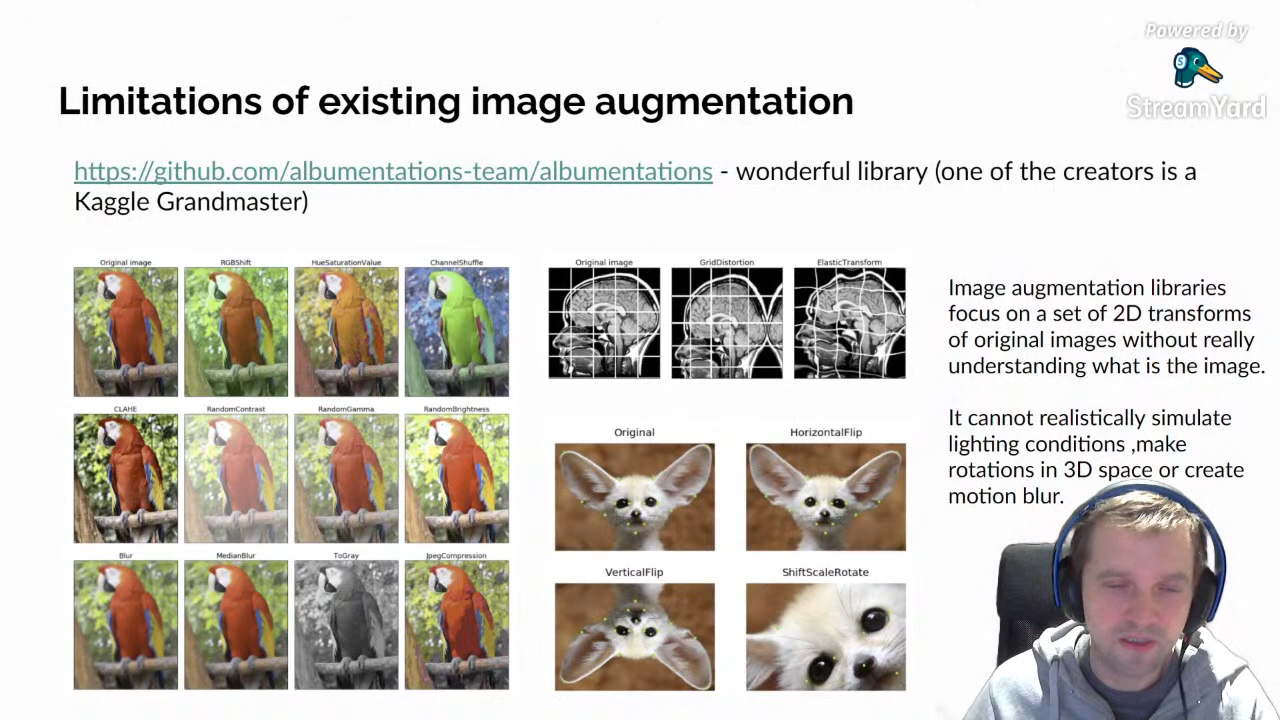 Powered by
StreamYard
Limitations of existing image augmentation
https://github.com/albumentations-team/albumentations - wonderful library (one of the creators is a
Kaggle Grandmaster)
Original image RGBShift HueSaturationValue ChannelShuffle
CLAHE RandomContrast RandomGamma RandomBrightness
Blur MedianBlur ToGray JpegCompression
Original image GridDistortion ElasticTransform
Original HorizontalFlip
VerticalFlip ShiftScaleRotate
Image augmentation libraries
focus on a set of 2D transforms
of original images without really
understanding what is the image.
It cannot realistically simulate
lighting conditions ,make
rotations in 3D space or create
motion blur.